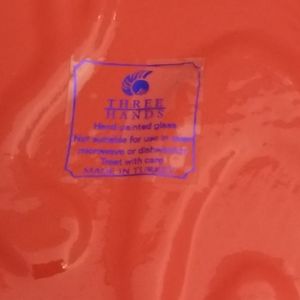 THREE
HANDS
Hand painted glass
Not suitable for use in oven
microwave or dishwasher
Treat with care
MADE IN TURKEY